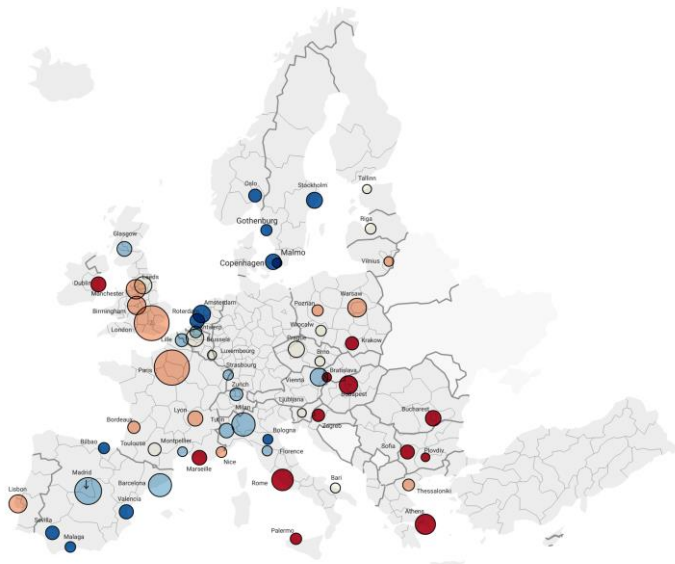 Oslo
Stockholm
Tallinn
Gothenburg
Riga
Glasgow
Malmo
Copenhagen
Vilnius
Dublin
Leeds
Manchester
Amsterdam
Poznan
Warsaw
Birmingham
London
Wroclaw
Lille
Brussels
Prague
Krakow
Luxembourg
Brno
Paris
Strasbourg
Vienna
Bratislava
Zurich
Budapest
Lyon
Milan
Ljubljana
Bordeaux
Turin
Zagreb
Bucharest
Bilbao
Toulouse
Montpellier
Bologna
Sofia
Plovdiv
Marseille
Nice
Florence
Madrid
Barcelona
Rome
Bari
Thessaloniki
Lisbon
Valencia
Athens
Sevilla
Malaga
Palermo